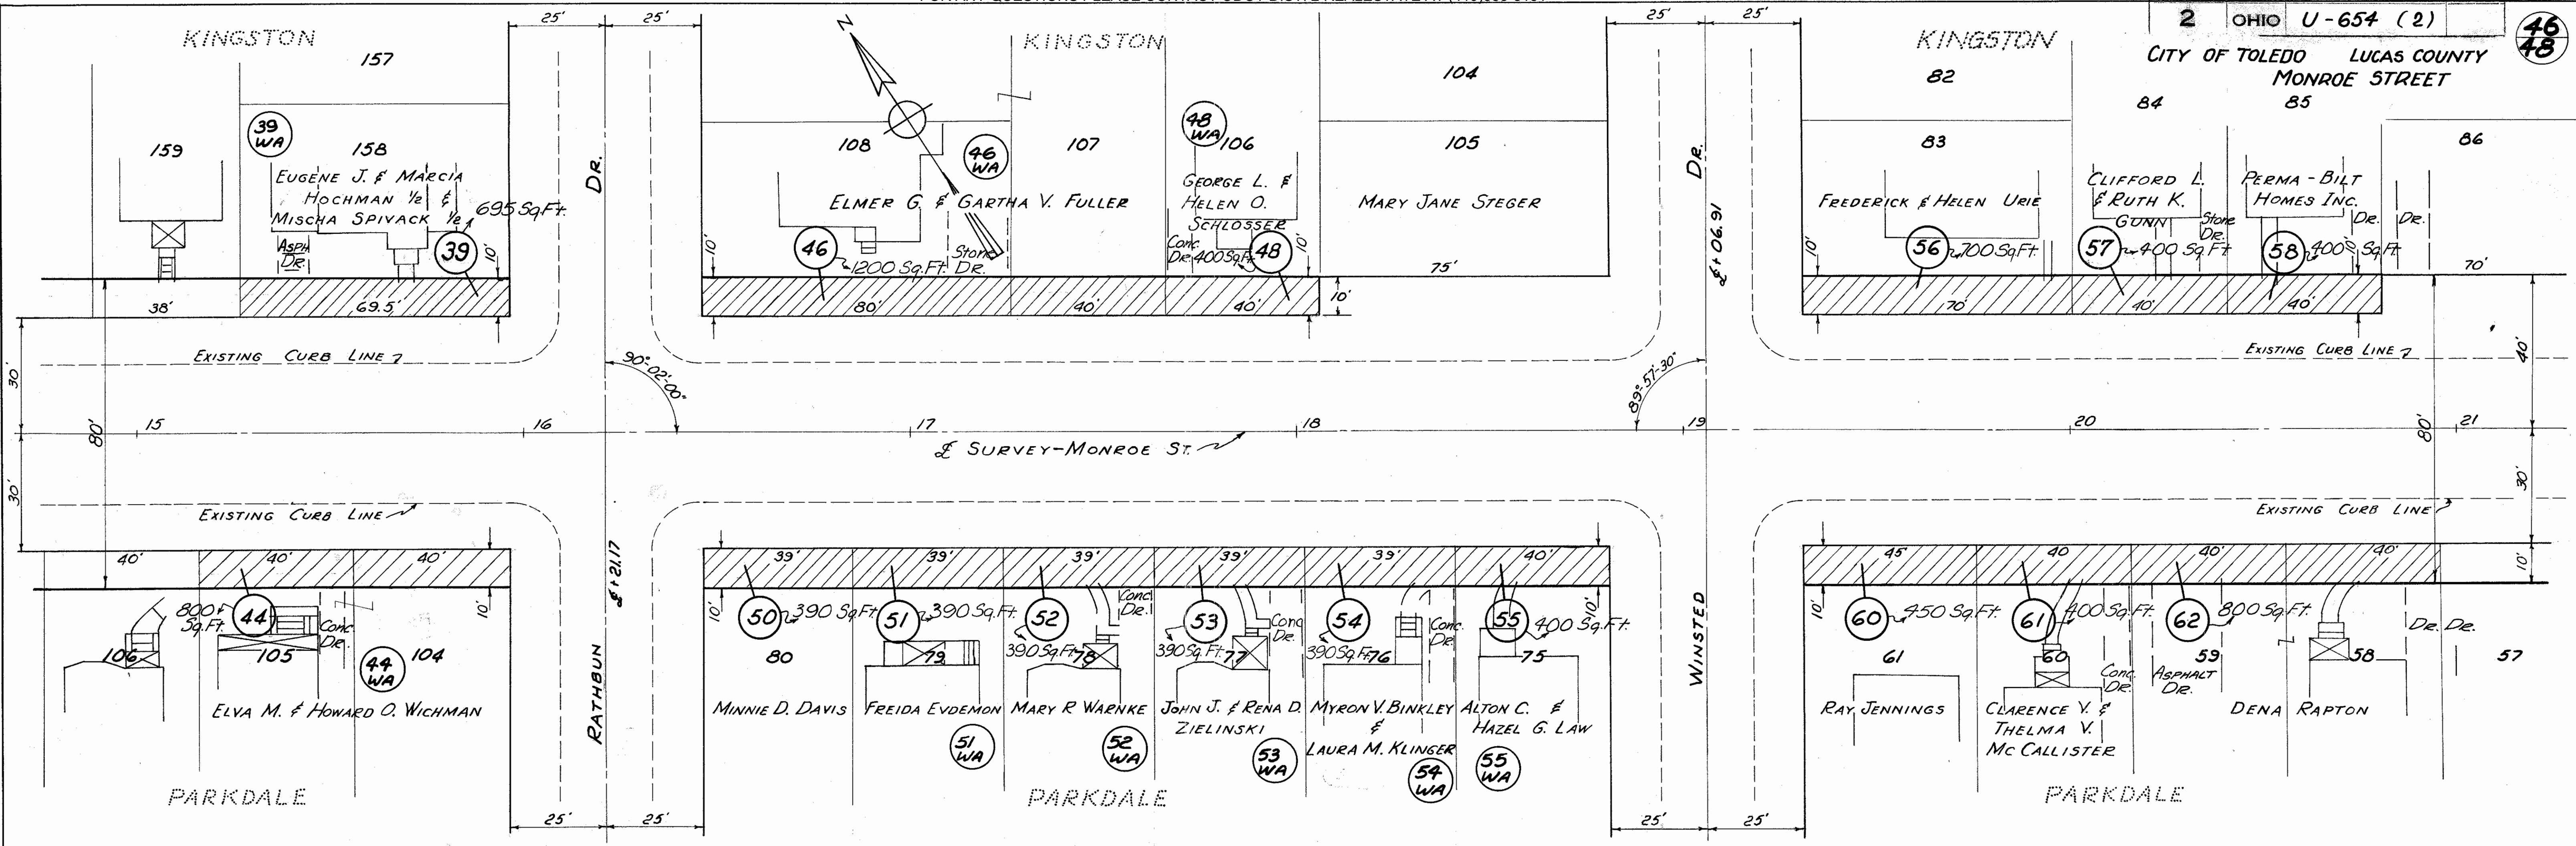 2 OHIO U-654 (2)
46
48
CITY OF TOLEDO LUCAS COUNTY
MONROE STREET
25' 25' 25' 25'
KINGSTON KINGSTON KINGSTON
157
104
82
84
85
39
WA
159
158
EUGENE J. & MARCIA
HOCHMAN 1/2 &
MISCHA SPIVACK 1/2
695 Sq.Ft.
ASPH.
DR.
39
10'
38'
69.5'
DR.
N
108
46
WA
107
48
WA
106
105
ELMER G. & GARTHA V. FULLER
GEORGE L. &
HELEN O.
SCHLOSSER
MARY JANE STEGER
46
1200 Sq.Ft.
Stone
DR.
Conc.
DR.
400 Sq.Ft.
48
10'
10'
75'
80'
40'
40'
10'
DR.
℄ + 06.91
83
86
FREDERICK & HELEN URIE
CLIFFORD L.
& RUTH K.
GUNN
PERMA-BILT
HOMES INC.
Stone
DR.
DR.
DR.
10'
56
700 Sq.Ft.
57
400 Sq.Ft.
58
400 Sq.Ft.
10'
70'
70'
40'
40'
EXISTING CURB LINE
EXISTING CURB LINE
30'
80'
90°-02'-00"
89°-57'-30"
40'
15 16 17 18 19 20 21
℄ SURVEY-MONROE ST.
30'
80'
30'
EXISTING CURB LINE
EXISTING CURB LINE
40' 40' 40'
℄ + 21.17
39' 39' 39' 39' 39' 40'
45' 40' 40' 40'
10'
800
Sq.Ft.
44
Conc.
DR.
10'
106
105
104
44
WA
ELVA M. & HOWARD O. WICHMAN
RATHBUN
10'
50
390 Sq.Ft.
51
390 Sq.Ft.
52
390 Sq.Ft.
Conc.
DR.
53
390 Sq.Ft.
Conc.
DR.
54
390 Sq.Ft.
Conc.
DR.
55
400 Sq.Ft.
10'
80 79 78 77 76 75
MINNIE D. DAVIS
FREIDA EVDEMON
MARY R. WARNKE
JOHN J. & RENA D.
ZIELINSKI
MYRON V. BINKLEY
&
LAURA M. KLINGER
ALTON C. &
HAZEL G. LAW
51
WA
52
WA
53
WA
54
WA
55
WA
WINSTED
10'
60
450 Sq.Ft.
61
400 Sq.Ft.
62
800 Sq.Ft.
DR. DR.
61 60 59 58 57
Conc.
DR.
ASPHALT
DR.
RAY JENNINGS
CLARENCE V. &
THELMA V.
MCCALLISTER
DENA RAPTON
PARKDALE PARKDALE PARKDALE
25' 25' 25' 25'